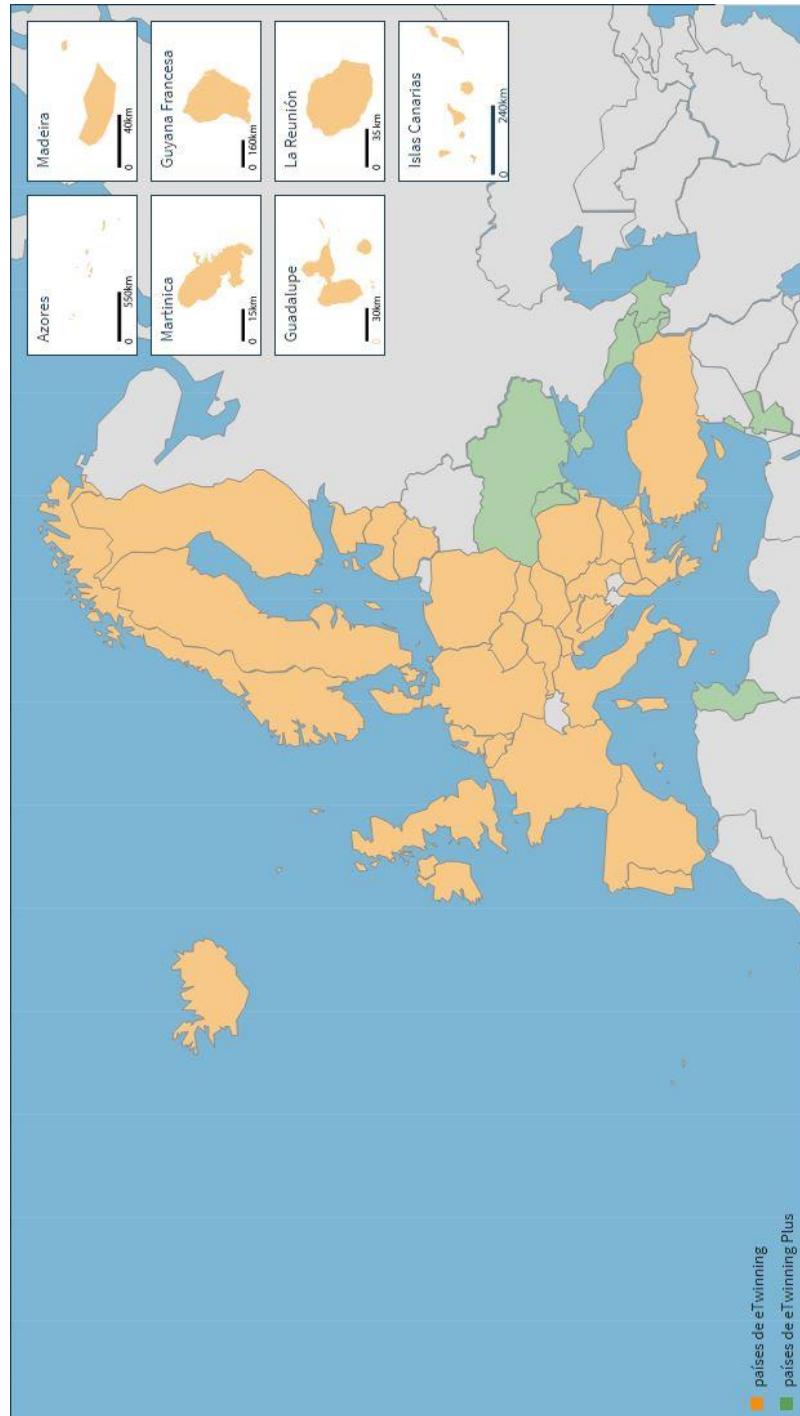 Azores
0 550km
Madeira
0 40km
Martinica
0 15km
Guyana Francesa
0 160km
Guadalupe
0 30km
La Reunión
0 35km
Islas Canarias
0 240km
países de eTwinning
países de eTwinning Plus